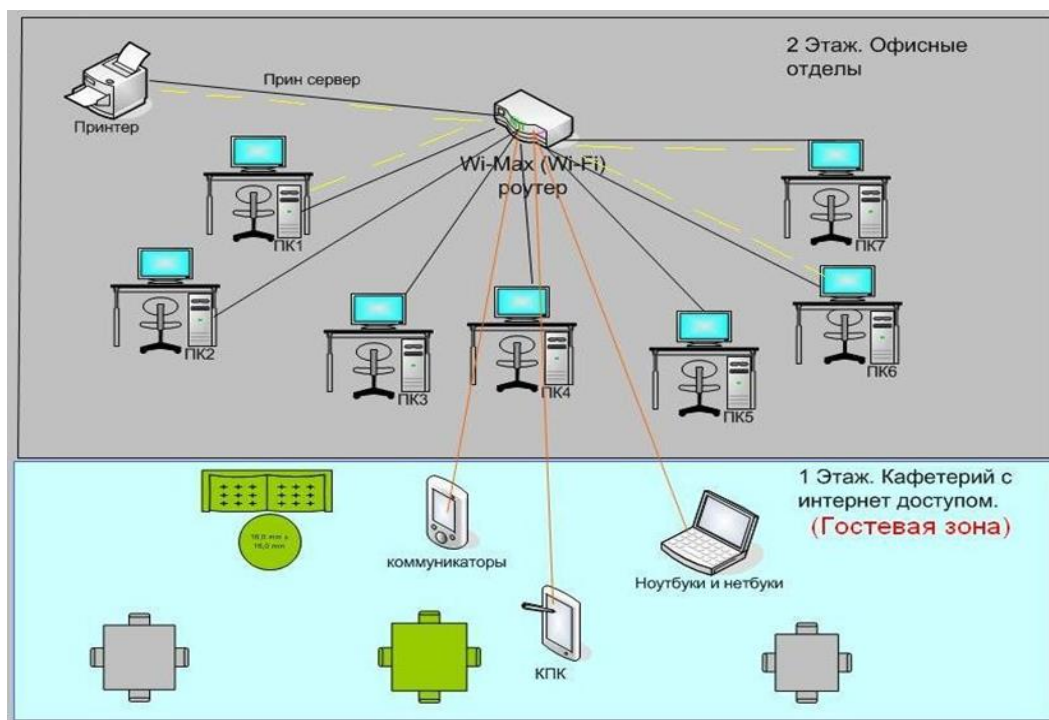 2 Этаж. Офисные
отделы
Прин сервер
Принтер
Wi-Max (Wi-Fi)
роутер
ПК1
ПК7
ПК2
ПК3
ПК4
ПК5
ПК6
1 Этаж. Кафетерий с
интернет доступом.
(Гостевая зона)
коммуникаторы
Ноутбуки и нетбуки
КПК